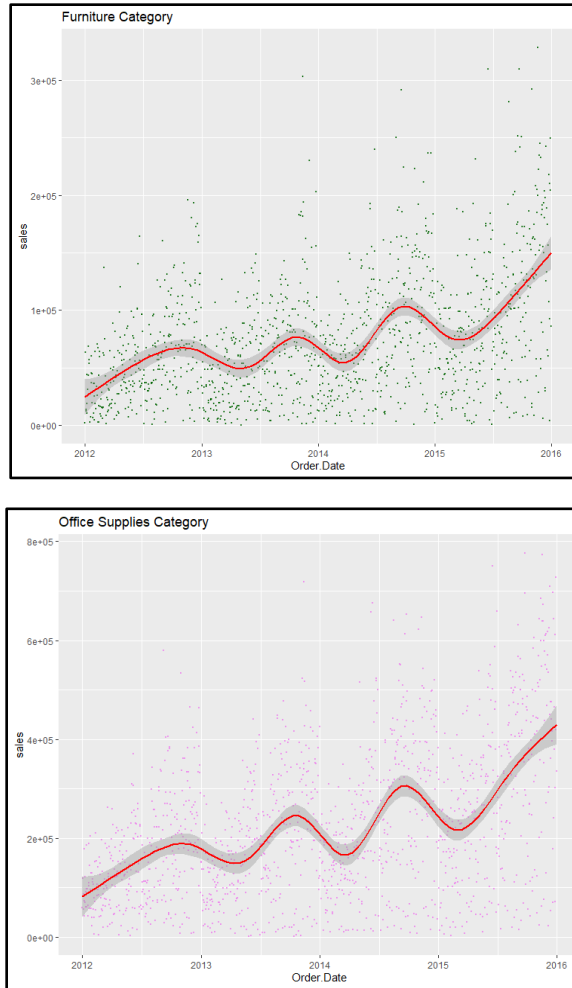 Furniture Category
3e+05
2e+05
1e+05
0e+00
sales
2012 2013 2014 2015 2016
Order.Date
Office Supplies Category
8e+05
6e+05
4e+05
2e+05
0e+00
sales
2012 2013 2014 2015 2016
Order.Date